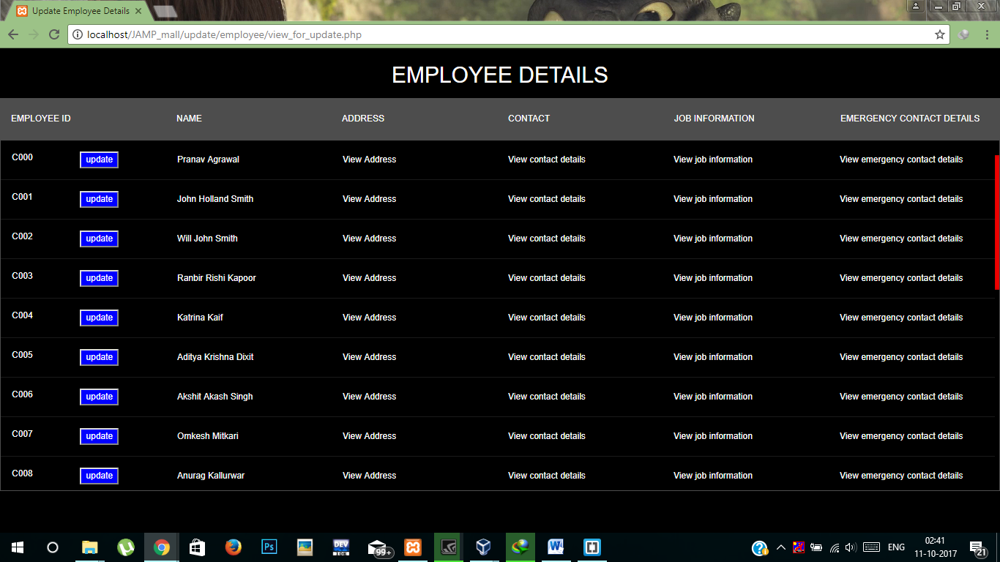 Update Employee Details
localhost/JAMP_mall/update/employee/view_for_update.php
EMPLOYEE DETAILS
EMPLOYEE ID NAME ADDRESS CONTACT JOB INFORMATION EMERGENCY CONTACT DETAILS
C000 update Pranav Agrawal View Address View contact details View job information View emergency contact details
C001 update John Holland Smith View Address View contact details View job information View emergency contact details
C002 update Will John Smith View Address View contact details View job information View emergency contact details
C003 update Ranbir Rishi Kapoor View Address View contact details View job information View emergency contact details
C004 update Katrina Kaif View Address View contact details View job information View emergency contact details
C005 update Aditya Krishna Dixit View Address View contact details View job information View emergency contact details
C006 update Akshit Akash Singh View Address View contact details View job information View emergency contact details
C007 update Omkesh Mitkari View Address View contact details View job information View emergency contact details
C008 update Anurag Kallurwar View Address View contact details View job information View emergency contact details
Ps DEV IDE 99+ W ENG 02:41
11-10-2017 21